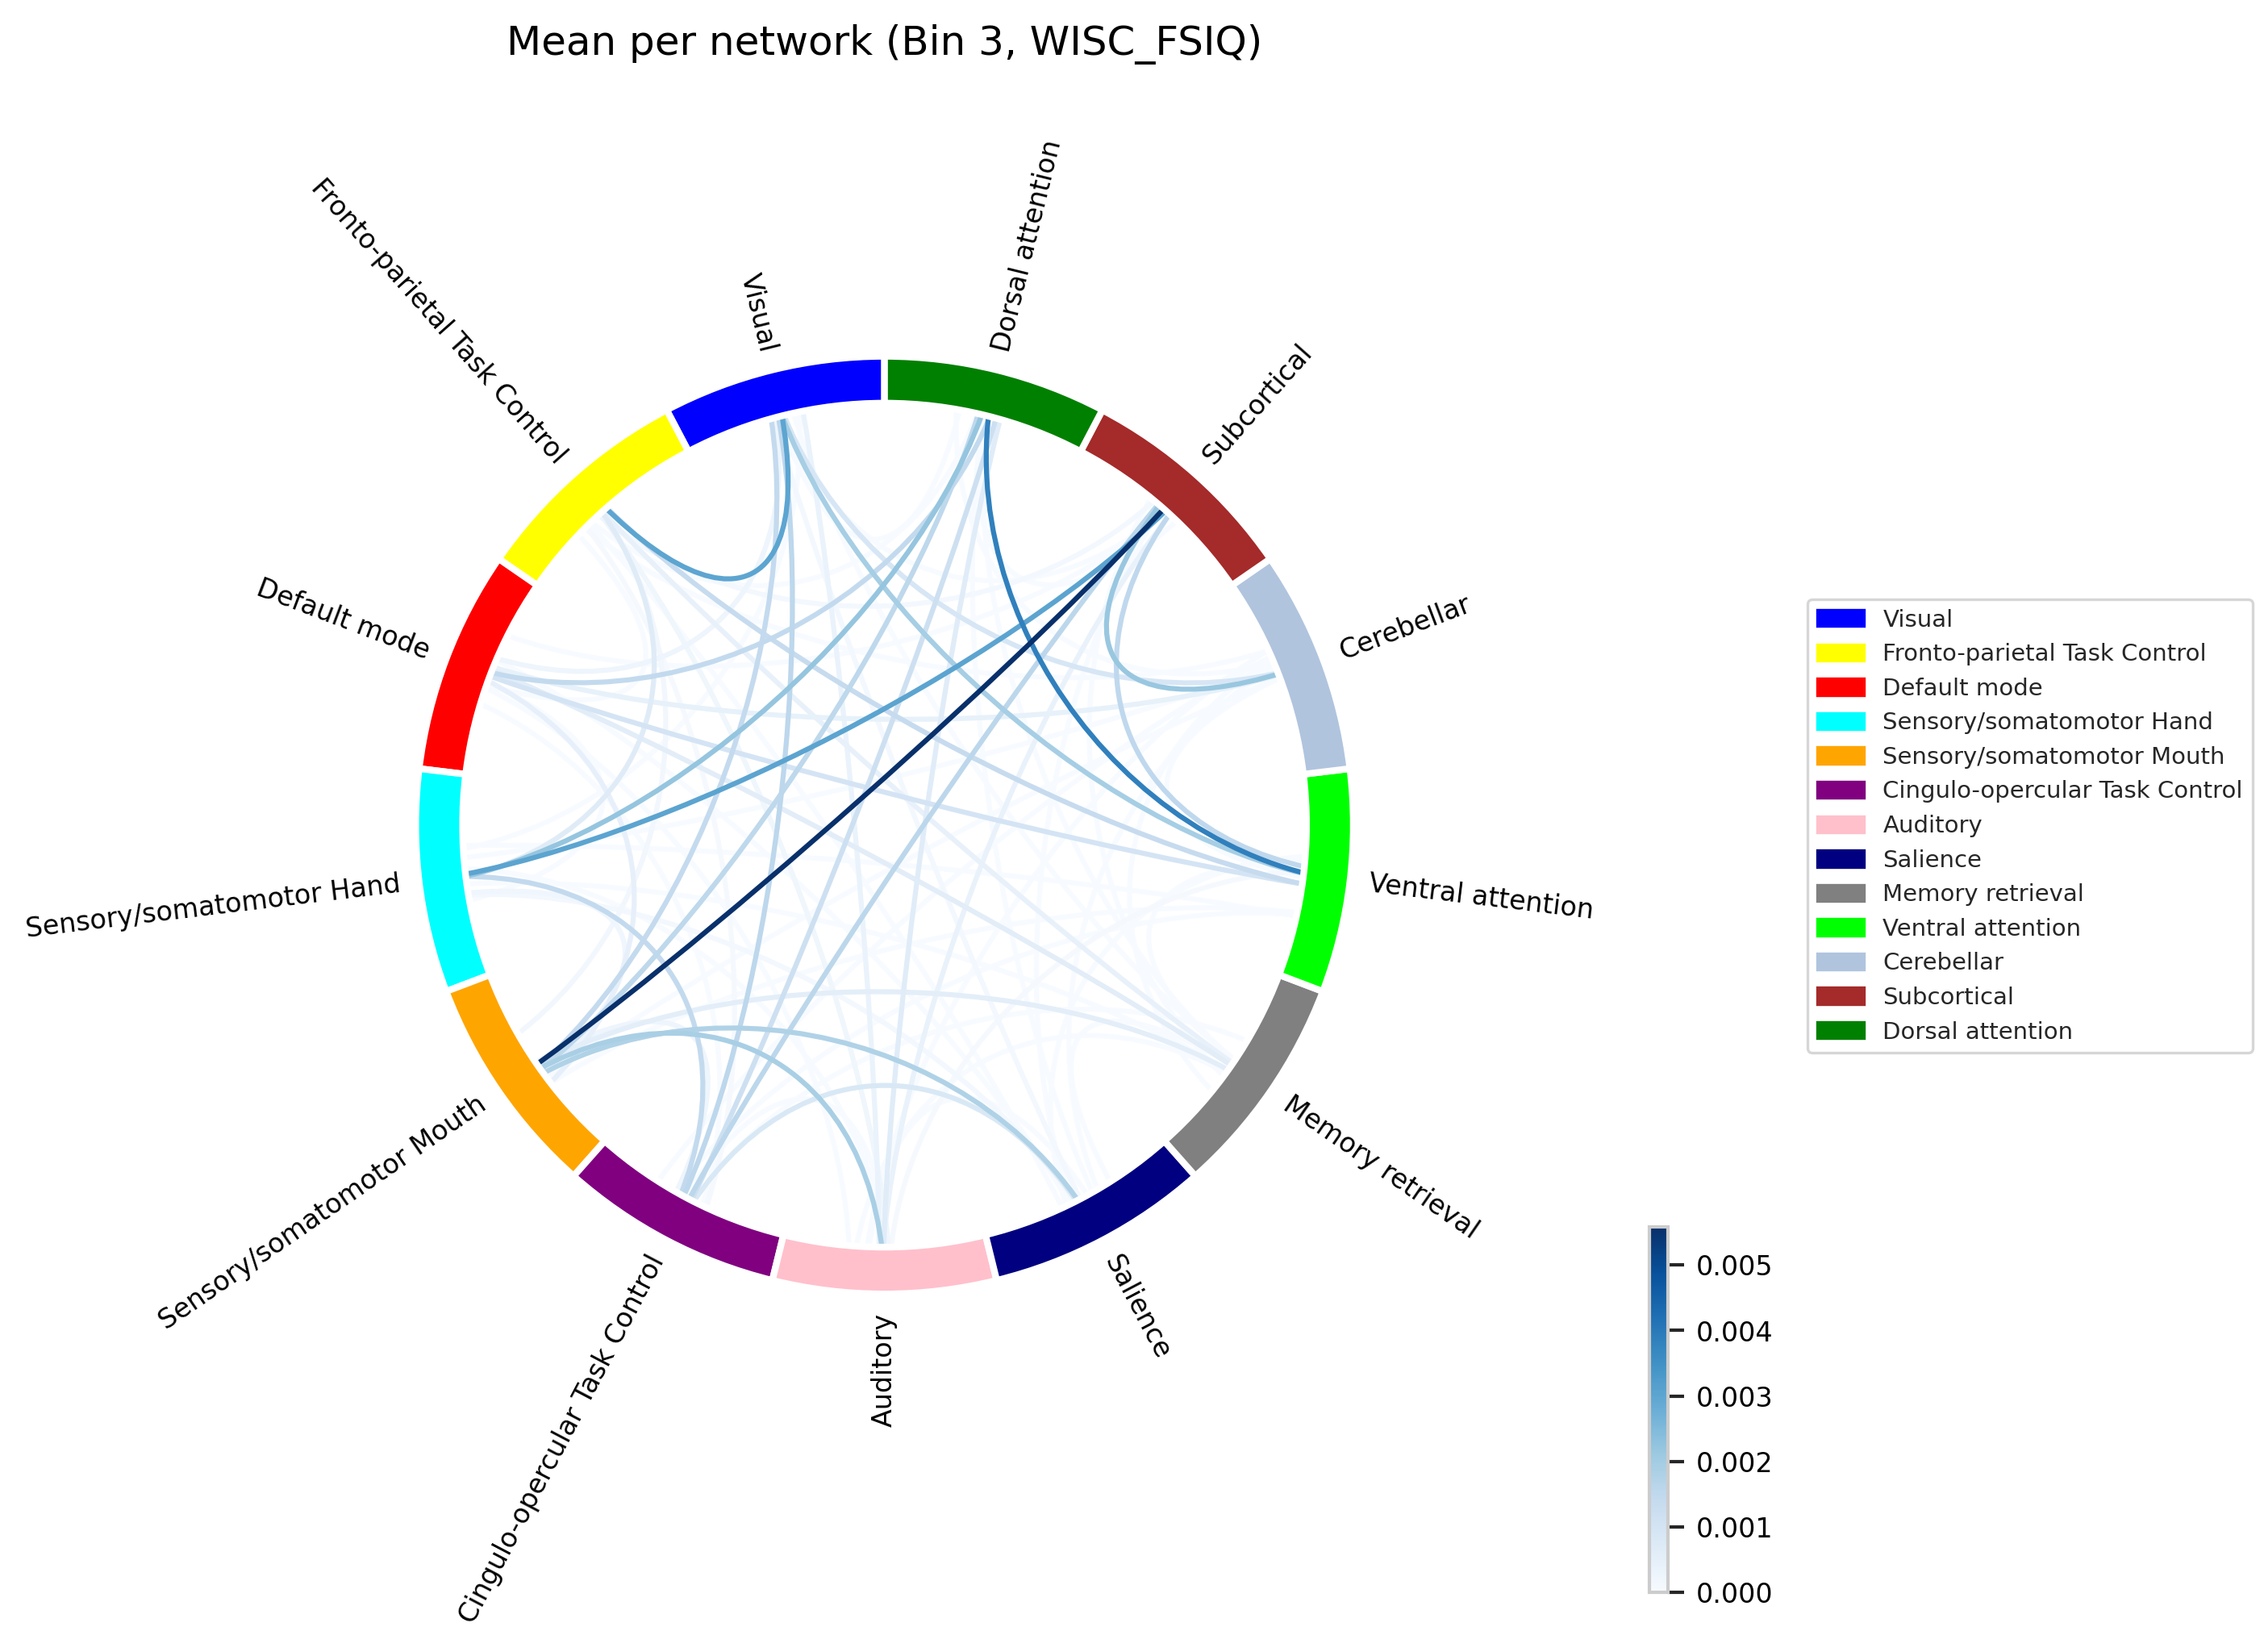 Mean per network (Bin 3, WISC_FSIQ)
Dorsal attention
Fronto-parietal Task Control
Visual
Subcortical
Default mode
Cerebellar
Sensory/somatomotor Hand
Ventral attention
Sensory/somatomotor Mouth
Memory retrieval
Cingulo-opercular Task Control
Auditory
Salience
Visual
Fronto-parietal Task Control
Default mode
Sensory/somatomotor Hand
Sensory/somatomotor Mouth
Cingulo-opercular Task Control
Auditory
Salience
Memory retrieval
Ventral attention
Cerebellar
Subcortical
Dorsal attention
0.005
0.004
0.003
0.002
0.001
0.000